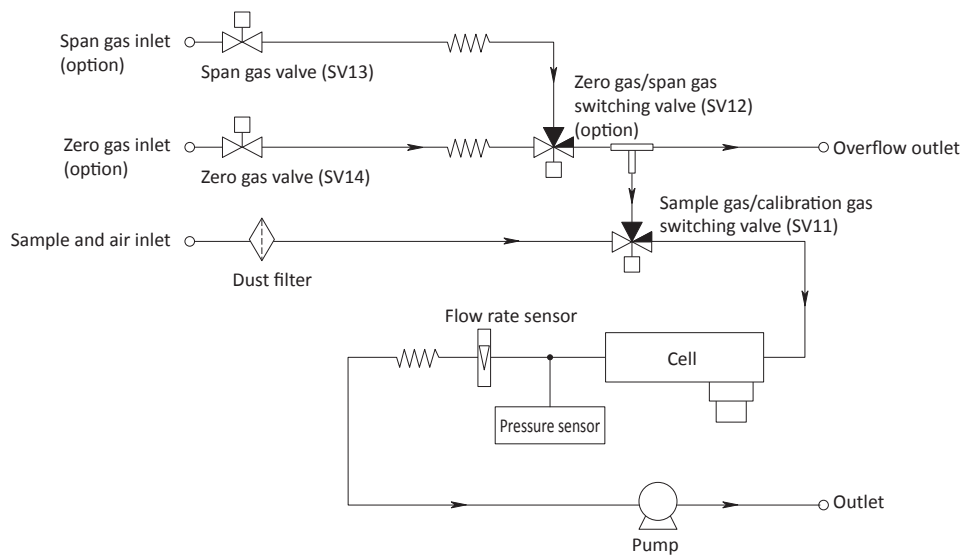 Span gas inlet
(option)
Span gas valve (SV13)
Zero gas/span gas
switching valve (SV12)
(option)
Zero gas inlet
(option)
Zero gas valve (SV14)
Overflow outlet
Sample gas/calibration gas
switching valve (SV11)
Sample and air inlet
Dust filter
Flow rate sensor
Cell
Pressure sensor
Outlet
Pump